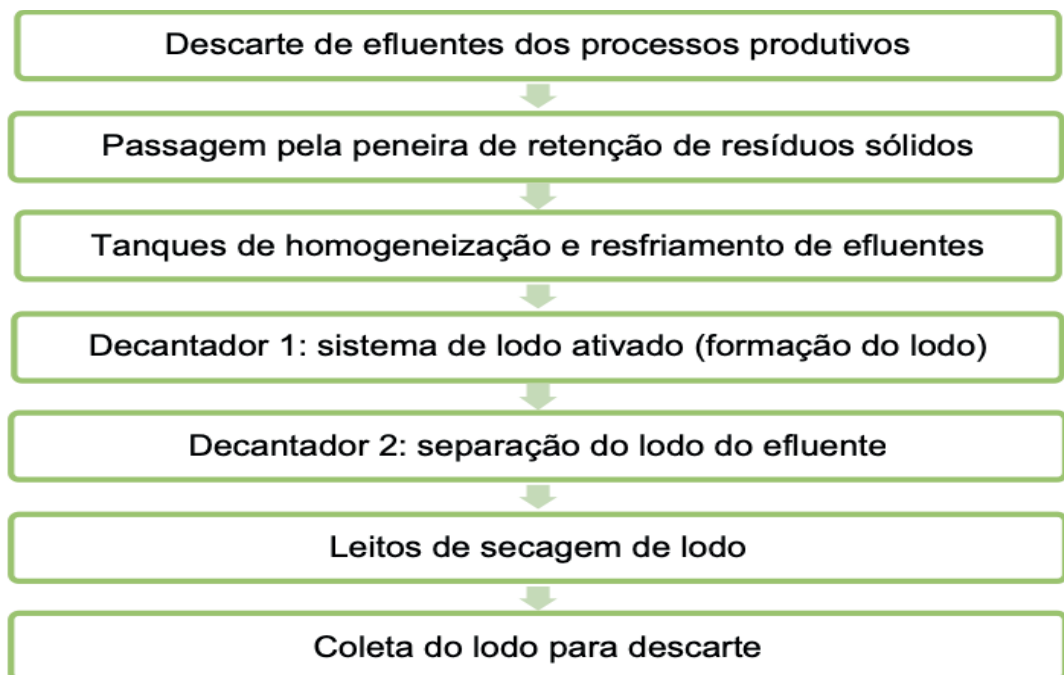 Descarte de efluentes dos processos produtivos
Passagem pela peneira de retenção de resíduos sólidos
Tanques de homogeneização e resfriamento de efluentes
Decantador 1: sistema de lodo ativado (formação do lodo)
Decantador 2: separação do lodo do efluente
Leitos de secagem de lodo
Coleta do lodo para descarte